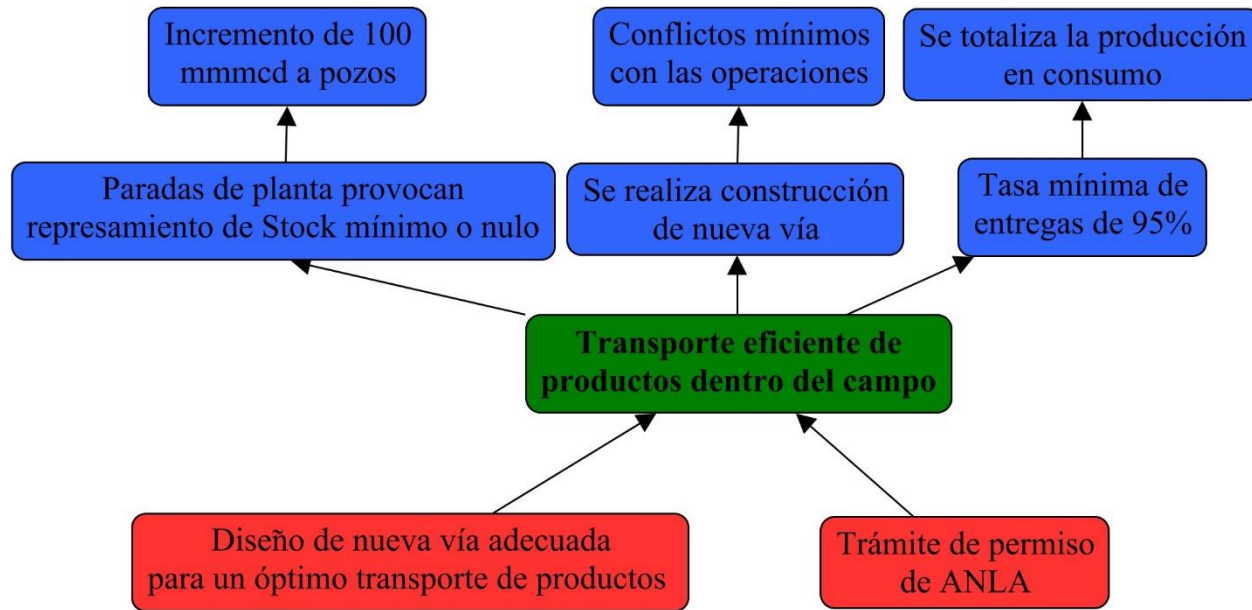 Incremento de 100
mmmcd a pozos
Conflictos mínimos
con las operaciones
Se totaliza la producción
en consumo
Paradas de planta provocan
represamiento de Stock mínimo o nulo
Se realiza construcción
de nueva vía
Tasa mínima de
entregas de 95%
Transporte eficiente de
productos dentro del campo
Diseño de nueva vía adecuada
para un óptimo transporte de productos
Trámite de permiso
de ANLA